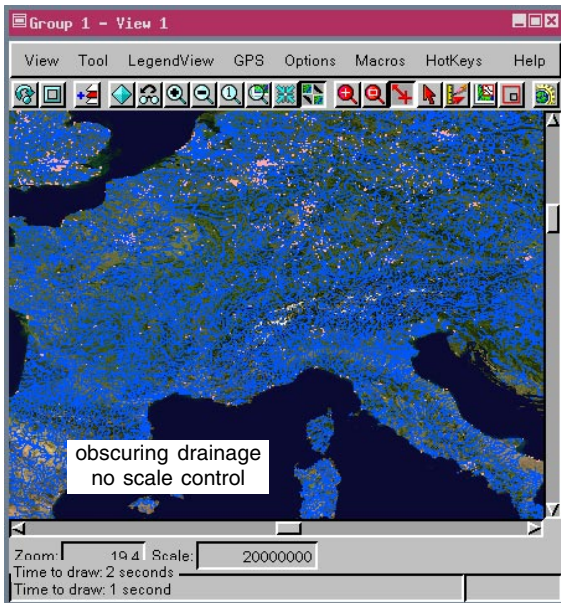 Group 1 - View 1
View Tool LegendView GPS Options Macros HotKeys Help
obscuring drainage
no scale control
Zoom: 19.4 Scale: 20000000
Time to draw: 2 seconds
Time to draw: 1 second